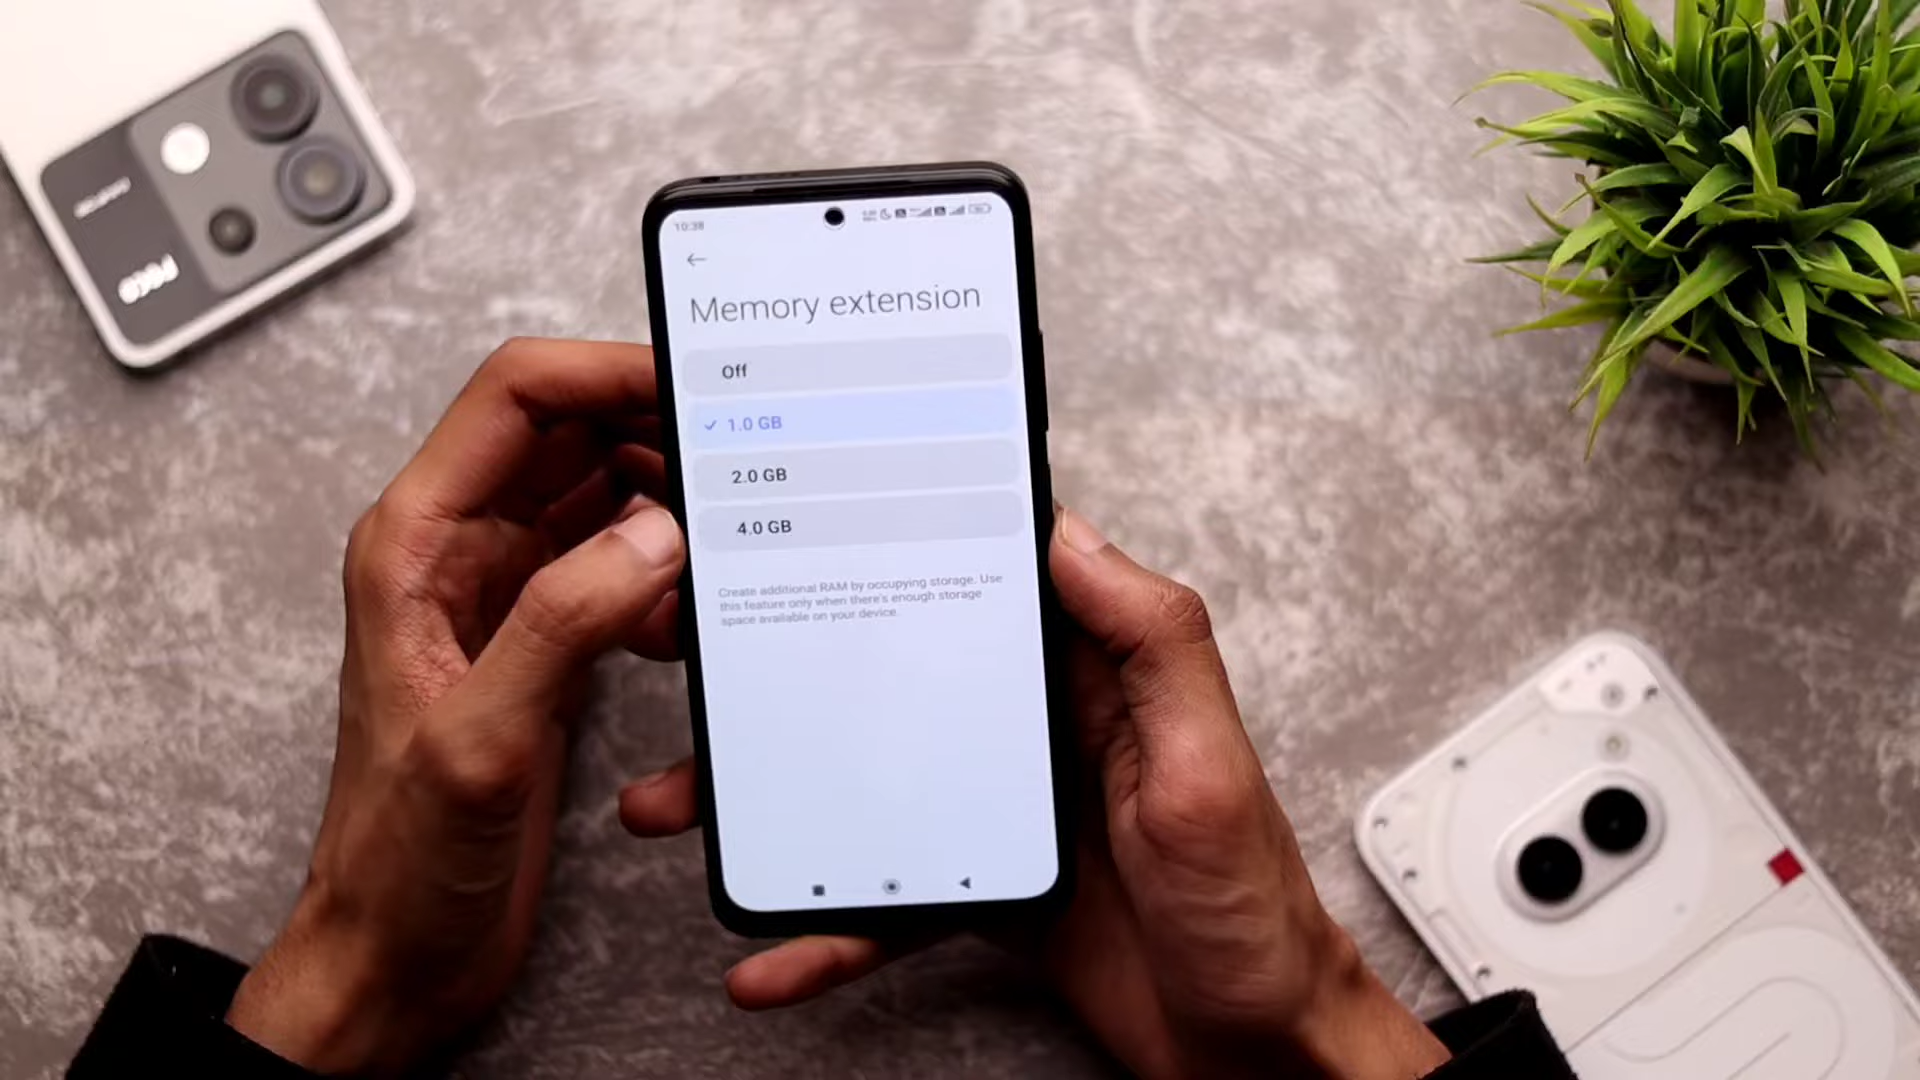 10:38
Memory extension
Off
1.0 GB
2.0 GB
4.0 GB
Create additional RAM by occupying storage. Use
this feature only when there's enough storage
space available on your device.
POCO